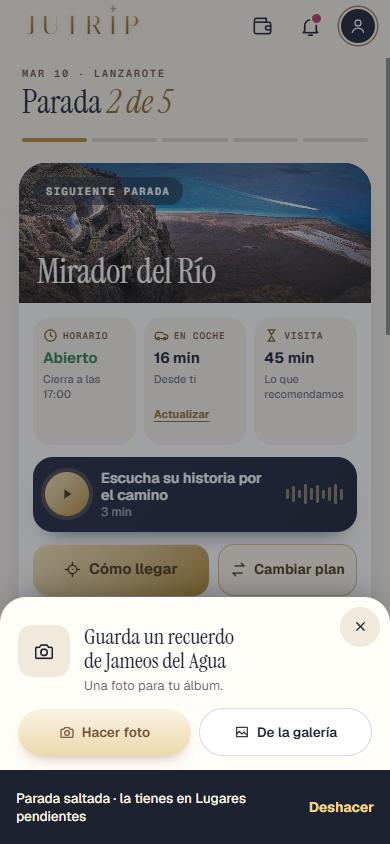 JUTRIP
MAR 10 · LANZAROTE
Parada 2 de 5
SIGUIENTE PARADA
Mirador del Río
HORARIO
Abierto
Cierra a las
17:00
EN COCHE
16 min
Desde ti
Actualizar
VISITA
45 min
Lo que
recomendamos
Escucha su historia por
el camino
3 min
Cómo llegar
Cambiar plan
Guarda un recuerdo
de Jameos del Agua
Una foto para tu álbum.
Hacer foto
De la galería
Parada saltada · la tienes en Lugares
pendientes
Deshacer